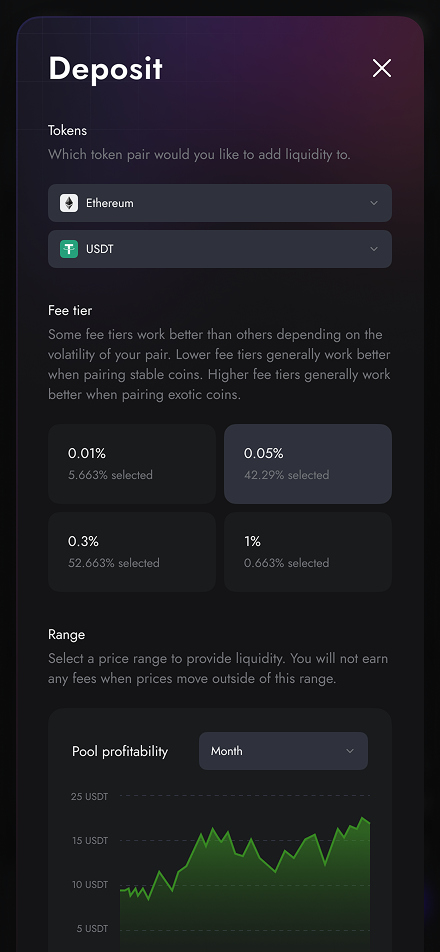 Deposit
Tokens
Which token pair would you like to add liquidity to.
Ethereum
USDT
Fee tier
Some fee tiers work better than others depending on the
volatility of your pair. Lower fee tiers generally work better
when pairing stable coins. Higher fee tiers generally work
better when pairing exotic coins.
0.01%
5.663% selected
0.05%
42.29% selected
0.3%
52.663% selected
1%
0.663% selected
Range
Select a price range to provide liquidity. You will not earn
any fees when prices move outside of this range.
Pool profitability
Month
25 USDT
15 USDT
10 USDT
5 USDT